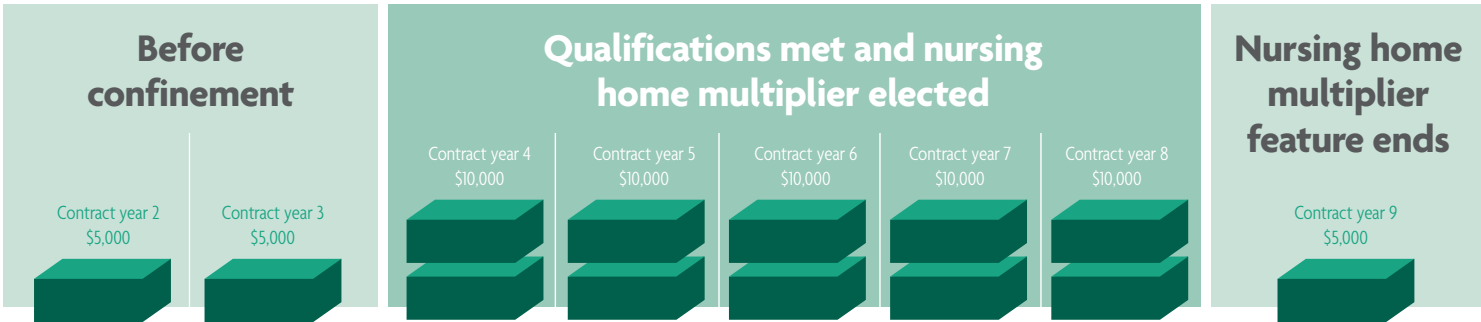 Before
confinement
Contract year 2
$5,000
Contract year 3
$5,000
Qualifications met and nursing
home multiplier elected
Contract year 4
$10,000
Contract year 5
$10,000
Contract year 6
$10,000
Contract year 7
$10,000
Contract year 8
$10,000
Nursing home
multiplier
feature ends
Contract year 9
$5,000